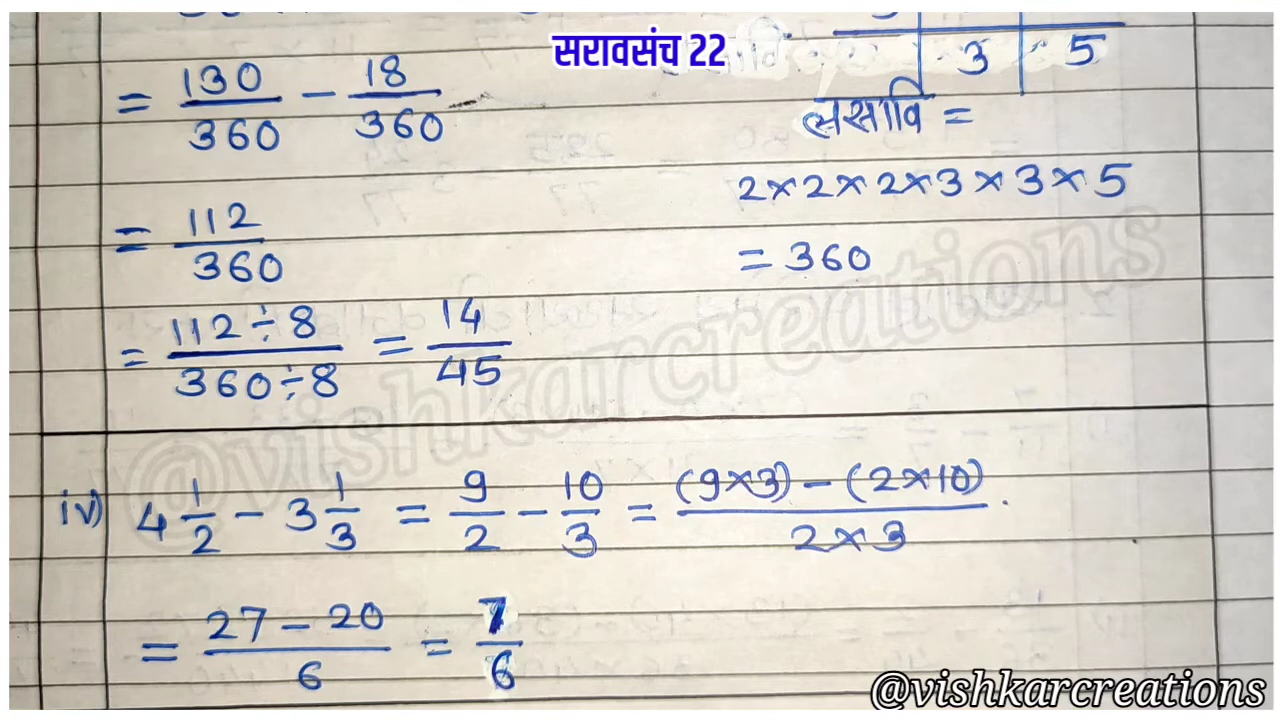 सरावसंच 22
3 5
= 130/360 - 18/360
लसावि =
2×2×2×3×3×5
= 112/360
= 360
= 112÷8/360÷8 = 14/45
iv) 4 1/2 - 3 1/3 = 9/2 - 10/3 = (9×3) - (2×10)/2×3 .
= 27 - 20/6 = 7/6
@vishkarcreations
@vishkarcreations